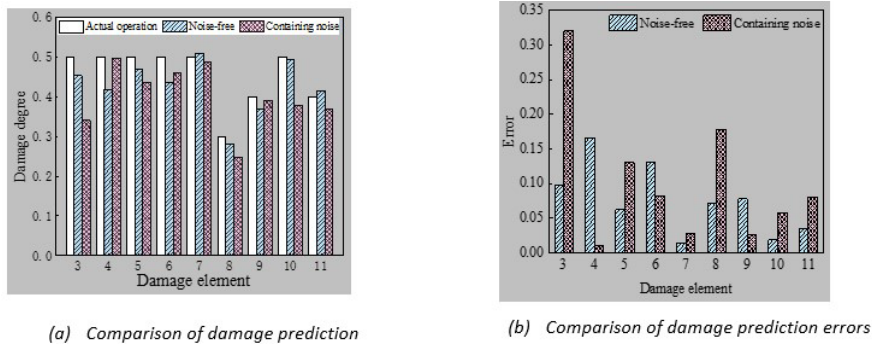 0. 6
0. 5
0. 4
0. 3
0. 2
0. 1
0. 0
Damage degree
Actual operation Noise-free Containing noise
3 4 5 6 7 8 9 10 11
Damage element
(a) Comparison of damage prediction
0.35
0.30
0.25
0.20
0.15
0.10
0.05
0.00
Error
Noise-free Containing noise
3 4 5 6 7 8 9 10 11
Damage element
(b) Comparison of damage prediction errors